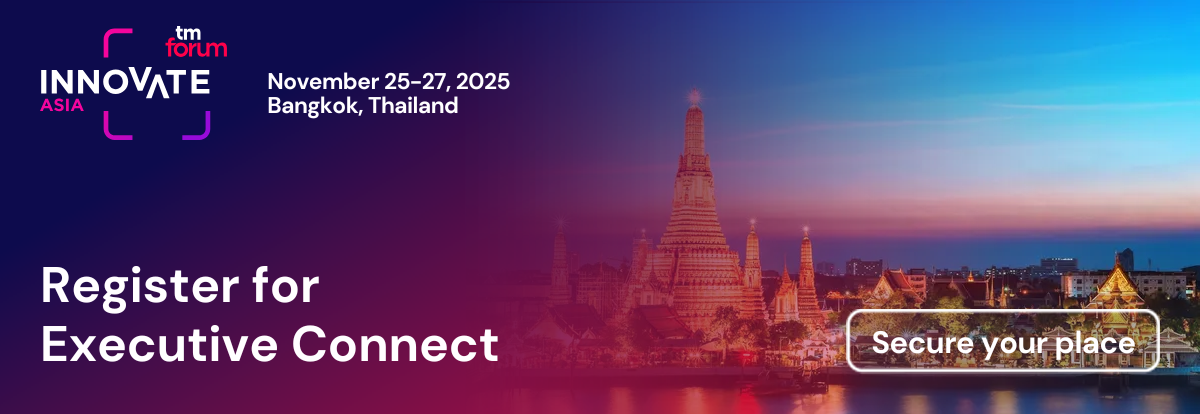 tm
forum
INNOVATE
ASIA
November 25-27, 2025
Bangkok, Thailand
Register for
Executive Connect
Secure your place